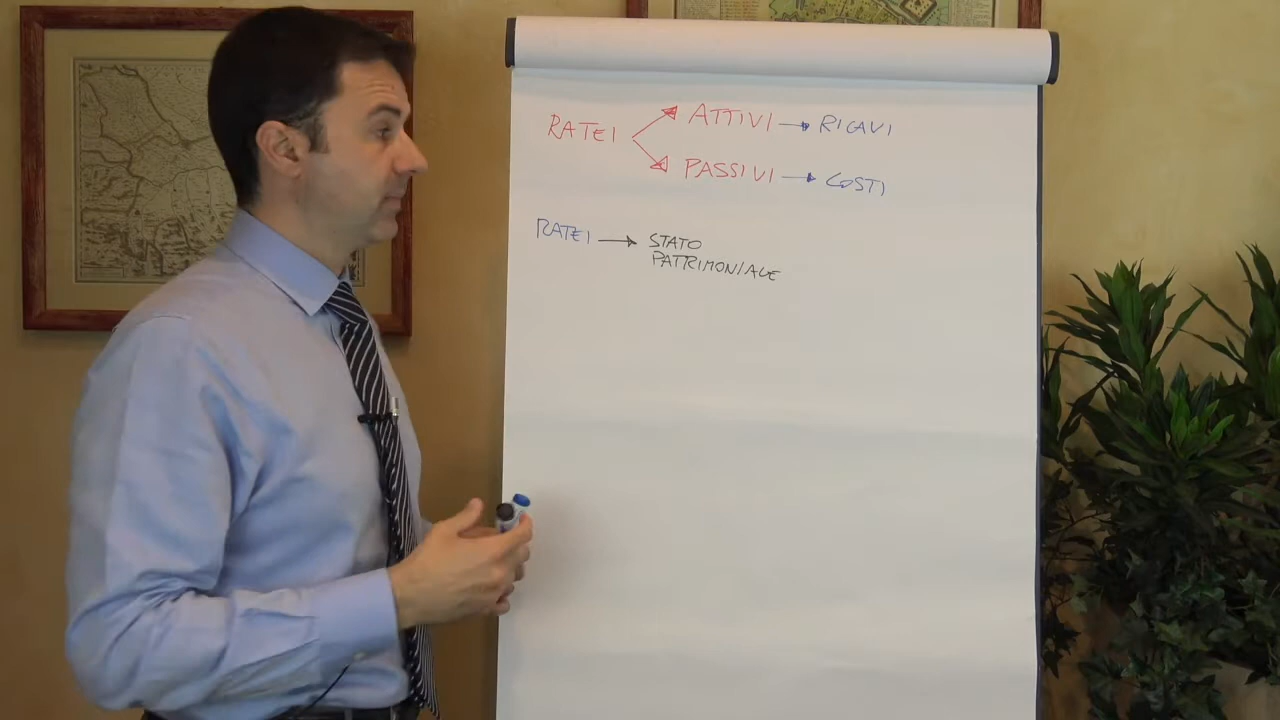 RATEI
ATTIVI → RICAVI
PASSIVI → COSTI
RATEI → STATO
PATRIMONIALE